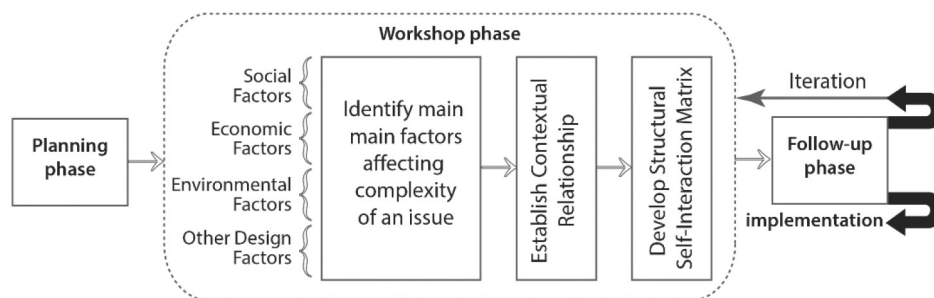 Workshop phase
Planning
phase
Social
Factors
Economic
Factors
Environmental
Factors
Other Design
Factors
Identify main
main factors
affecting
complexity
of an issue
Establish Contextual
Relationship
Develop Structural
Self-Interaction Matrix
Iteration
Follow-up
phase
implementation